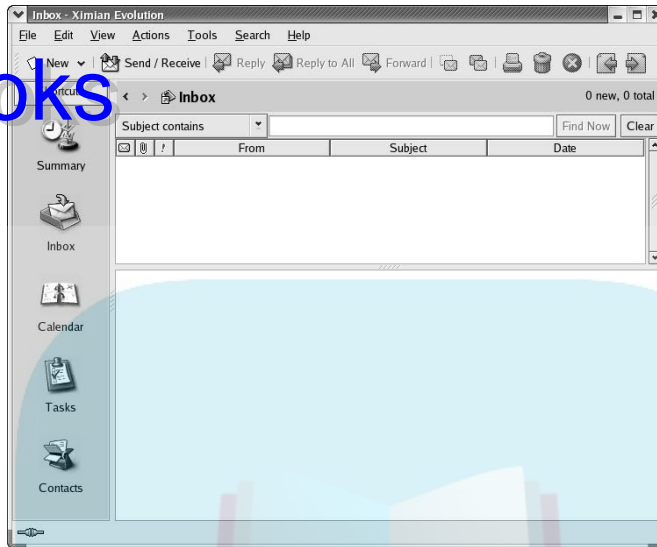 Inbox - Ximian Evolution
File Edit View Actions Tools Search Help
New Send / Receive Reply Reply to All Forward
oks
Inbox 0 new, 0 total
Subject contains Find Now Clear
! From Subject Date
Summary
Inbox
Calendar
Tasks
Contacts